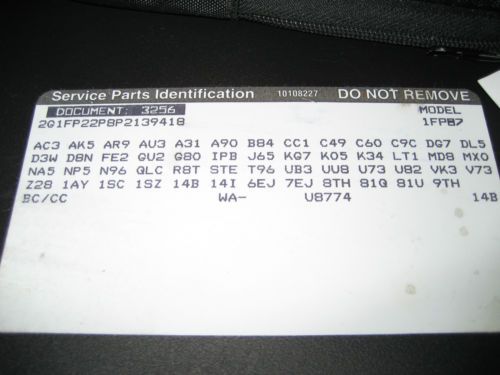 Service Parts Identification 10108227 DO NOT REMOVE
DOCUMENT: 3256 MODEL
2G1FP22P8P2139418 1FP87
AC3 AK5 AR9 AU3 A31 A90 B84 CC1 C49 C60 C9C DG7 DL5
D3W D8N FE2 GU2 G80 IPB J65 KG7 K05 K34 LT1 MD8 MX0
NA5 NP5 N96 QLC R8T STE T96 UB3 UU8 U73 U82 VK3 V73
Z28 1AY 1SC 1SZ 14B 14I 6EJ 7EJ 8TH 81G 81U 9TH
BC/CC WA- U8774 14B